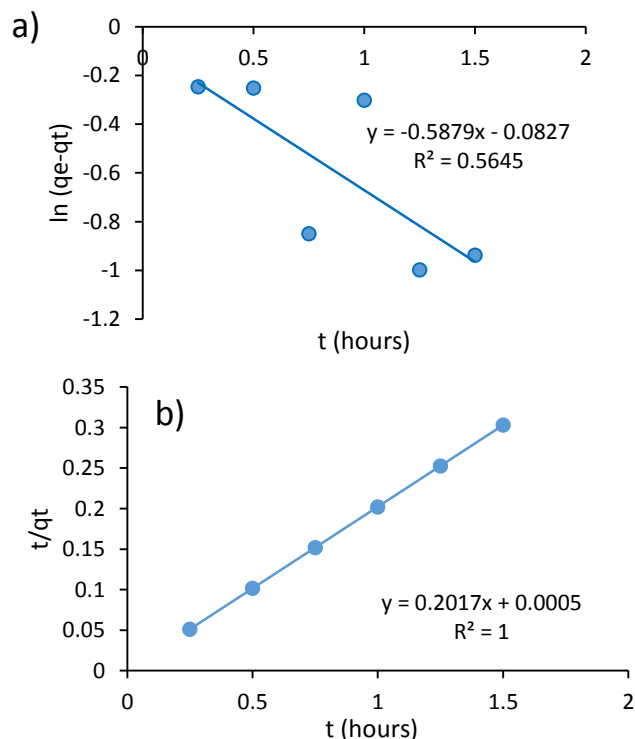 a)
0
0 0.5 1 1.5 2
-0.2
-0.4
-0.6
-0.8
-1
-1.2
ln (qe-qt)
y = -0.5879x - 0.0827
R² = 0.5645
t (hours)
b)
0.35
0.3
0.25
0.2
0.15
0.1
0.05
0
t/qt
y = 0.2017x + 0.0005
R² = 1
0 0.5 1 1.5 2
t (hours)